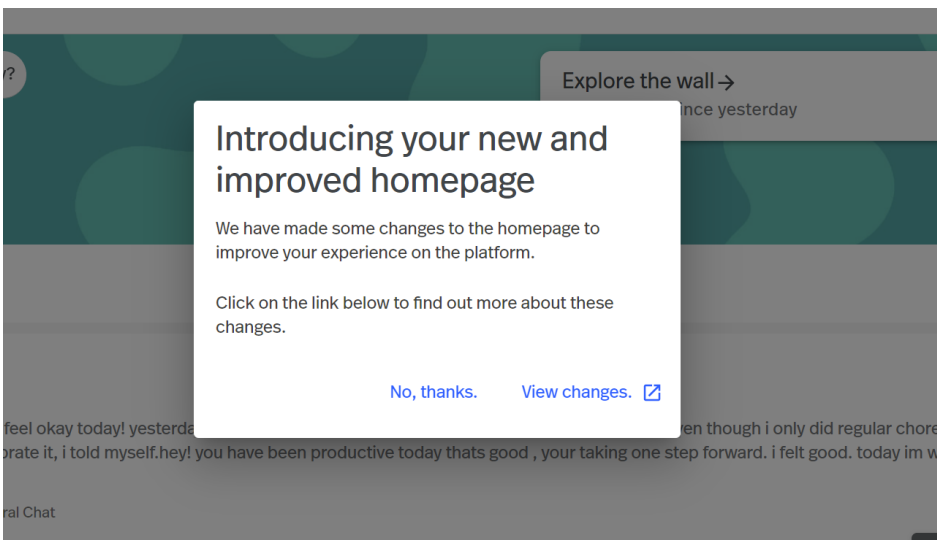 y?
Explore the wall →
ince yesterday
Introducing your new and
improved homepage
We have made some changes to the homepage to
improve your experience on the platform.
Click on the link below to find out more about these
changes.
No, thanks.
View changes.
feel okay today! yesterda
en though i only did regular chore
orate it, i told myself.hey! you have been productive today thats good , your taking one step forward. i felt good. today im w
ral Chat